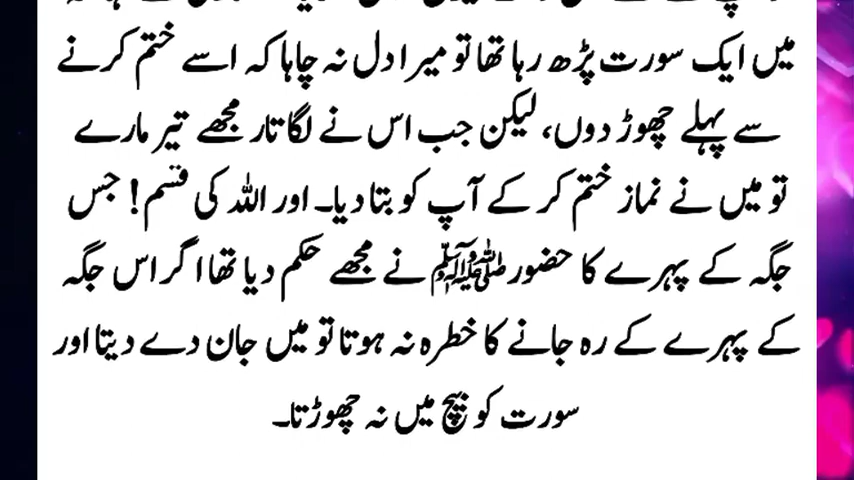 میں ایک سورت پڑھ رہا تھا تو میرا دل نہ چاہا کہ اسے ختم کرنے
سے پہلے چھوڑ دوں، لیکن جب اس نے لگاتار مجھے تیر مارے
تو میں نے نماز ختم کر کے آپ کو بتا دیا۔ اور اللہ کی قسم! جس
جگہ کے پہرے کا حضور ﷺ نے مجھے حکم دیا تھا اگر اس جگہ
کے پہرے کے رہ جانے کا خطرہ نہ ہوتا تو میں جان دے دیتا اور
سورت کو بیچ میں نہ چھوڑتا۔